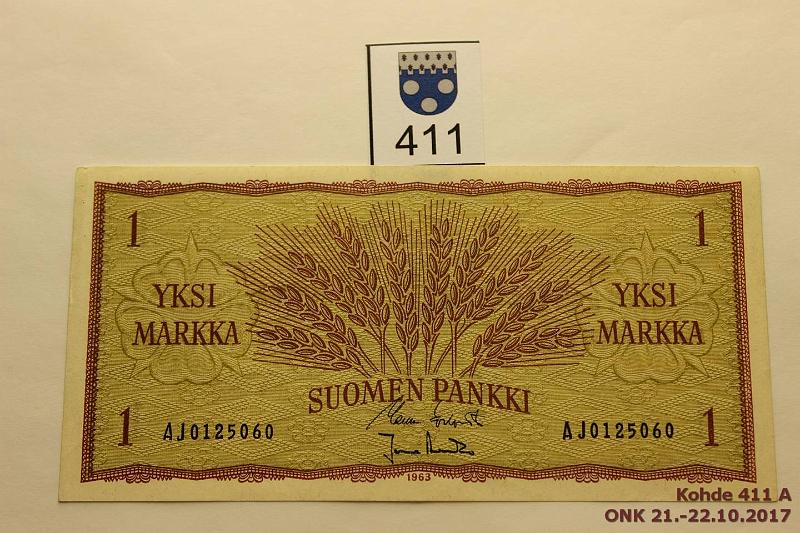 411
1
1
YKSI
MARKKA
YKSI
MARKKA
SUOMEN PANKKI
1
AJ0125060
AJ0125060
1
1963
Kohde 411 A
ONK 21.-22.10.2017